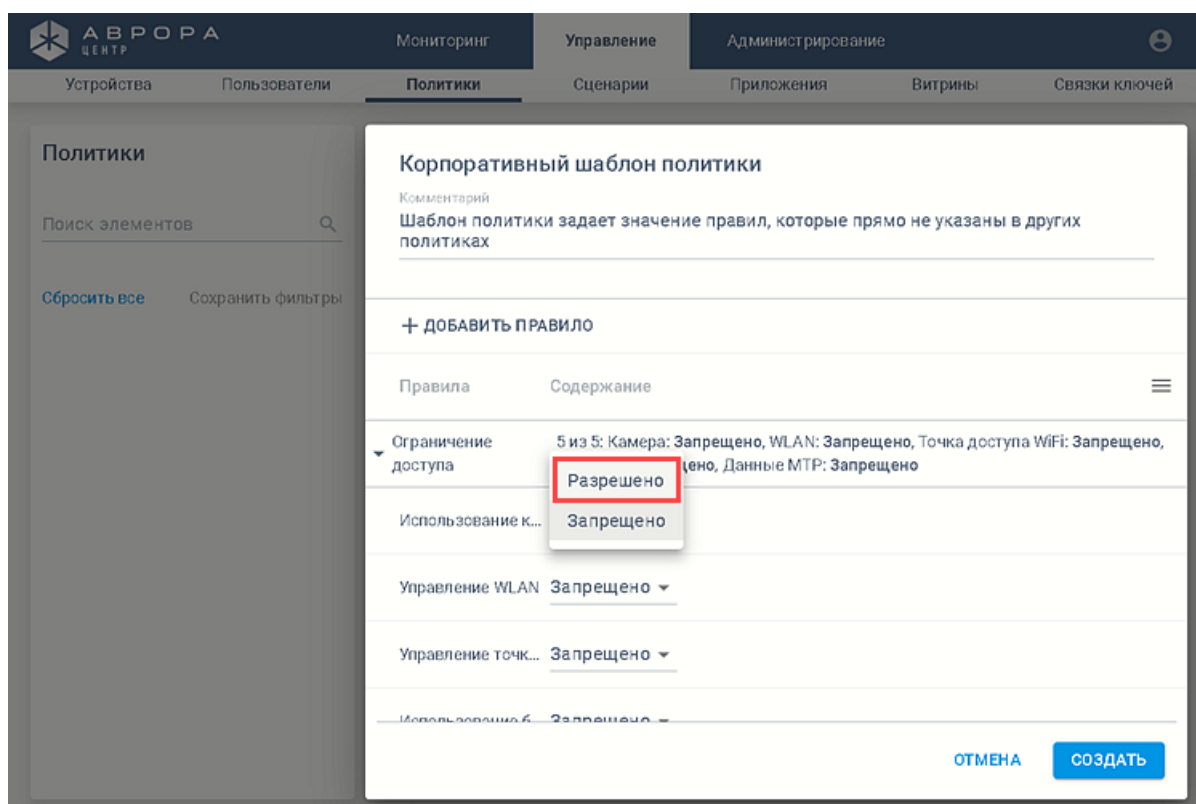 АВРОРА
ЦЕНТР
Мониторинг
Управление
Администрирование
Устройства
Пользователи
Политики
Сценарии
Приложения
Витрины
Связки ключей
Политики
Поиск элементов
Сбросить все
Сохранить фильтры
Корпоративный шаблон политики
Комментарий
Шаблон политики задает значение правил, которые прямо не указаны в других
политиках
+ ДОБАВИТЬ ПРАВИЛО
Правила
Содержание
Ограничение
доступа
5 из 5: Камера: Запрещено, WLAN: Запрещено, Точка доступа WiFi: Запрещено,
Данные MTP: Запрещено
Разрешено
Запрещено
Использование к...
Управление WLAN
Запрещено
Управление точк...
Запрещено
Использование б...
Запрещено
ОТМЕНА
СОЗДАТЬ